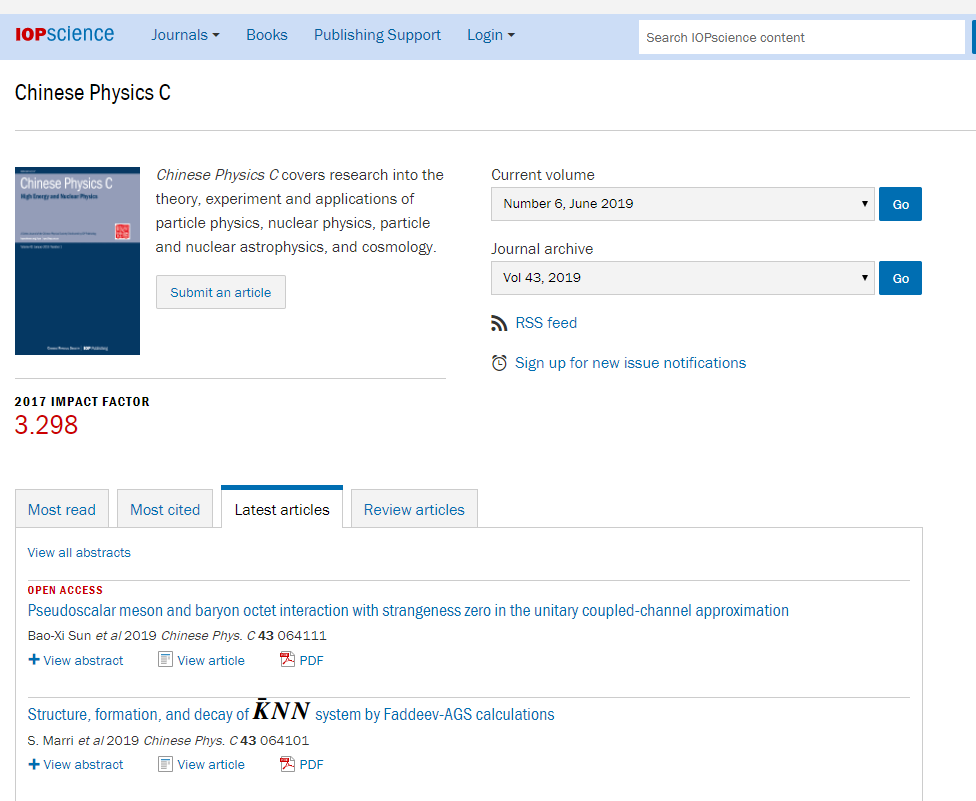 IOPscience Journals Books Publishing Support Login Search IOPscience content
Chinese Physics C
Chinese Physics C
High Energy and Nuclear Physics
IOP Publishing
Chinese Physics C covers research into the
theory, experiment and applications of
particle physics, nuclear physics, particle
and nuclear astrophysics, and cosmology.
Submit an article
Current volume
Number 6, June 2019 Go
Journal archive
Vol 43, 2019 Go
RSS feed
Sign up for new issue notifications
2017 IMPACT FACTOR
3.298
Most read Most cited Latest articles Review articles
View all abstracts
OPEN ACCESS
Pseudoscalar meson and baryon octet interaction with strangeness zero in the unitary coupled-channel approximation
Bao-Xi Sun et al 2019 Chinese Phys. C 43 064111
View abstract View article PDF
Structure, formation, and decay of K̄NN system by Faddeev-AGS calculations
S. Marri et al 2019 Chinese Phys. C 43 064101
View abstract View article PDF